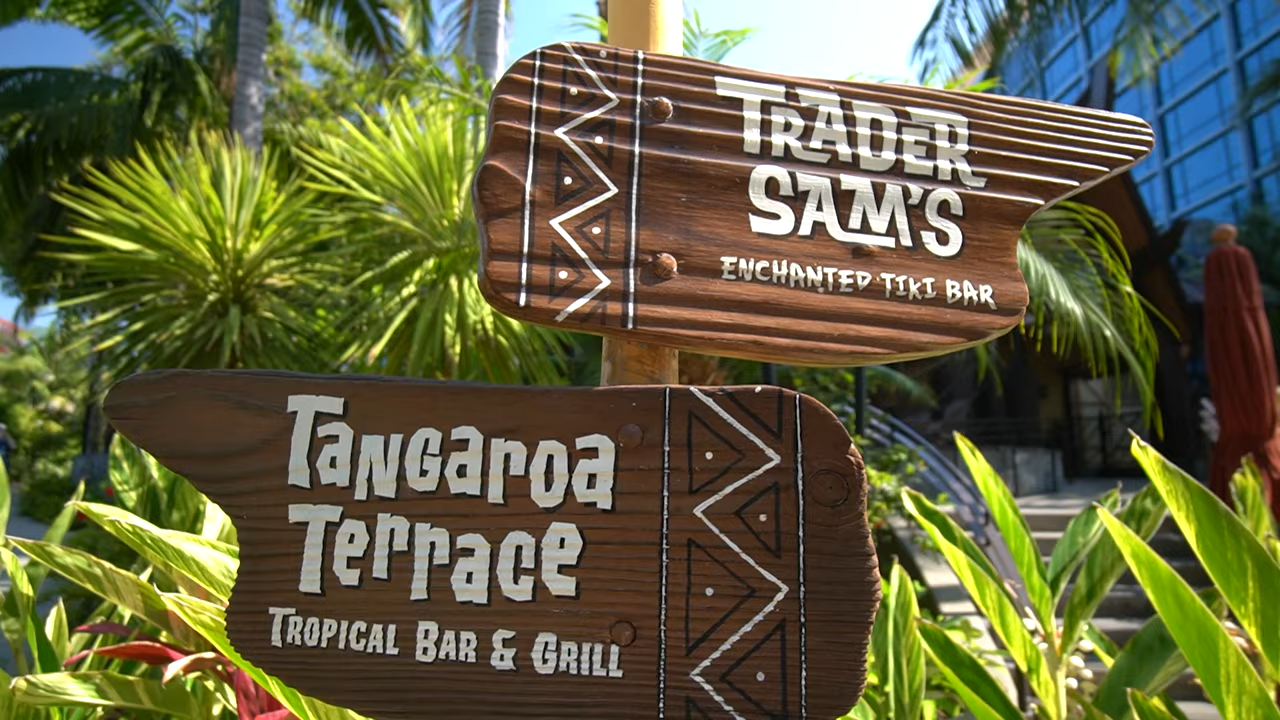 TRADER
SAM'S
ENCHANTED TIKI BAR
Tangaroa
Terrace
TROPICAL BAR & GRILL